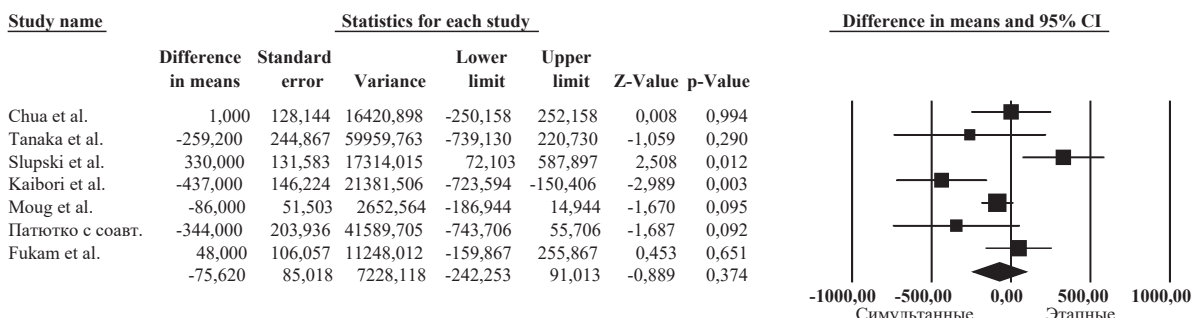 Study name Statistics for each study Difference in means and 95% CI
Difference Standard Lower Upper
in means error Variance limit limit Z-Value p-Value
Chua et al. 1,000 128,144 16420,898 -250,158 252,158 0,008 0,994
Tanaka et al. -259,200 244,867 59959,763 -739,130 220,730 -1,059 0,290
Slupski et al. 330,000 131,583 17314,015 72,103 587,897 2,508 0,012
Kaibori et al. -437,000 146,224 21381,506 -723,594 -150,406 -2,989 0,003
Moug et al. -86,000 51,503 2652,564 -186,944 14,944 -1,670 0,095
Патютко с соавт. -344,000 203,936 41589,705 -743,706 55,706 -1,687 0,092
Fukam et al. 48,000 106,057 11248,012 -159,867 255,867 0,453 0,651
-75,620 85,018 7228,118 -242,253 91,013 -0,889 0,374
-1000,00 -500,00 0,00 500,00 1000,00
Симультанные Этапные